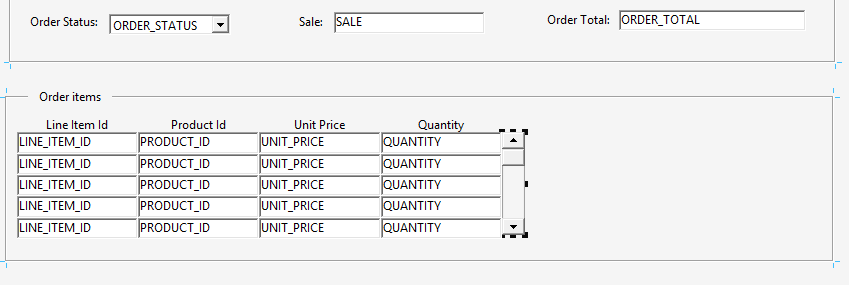 Order Status: ORDER_STATUS Sale: SALE Order Total: ORDER_TOTAL
Order items
Line Item Id Product Id Unit Price Quantity
LINE_ITEM_ID PRODUCT_ID UNIT_PRICE QUANTITY
LINE_ITEM_ID PRODUCT_ID UNIT_PRICE QUANTITY
LINE_ITEM_ID PRODUCT_ID UNIT_PRICE QUANTITY
LINE_ITEM_ID PRODUCT_ID UNIT_PRICE QUANTITY
LINE_ITEM_ID PRODUCT_ID UNIT_PRICE QUANTITY